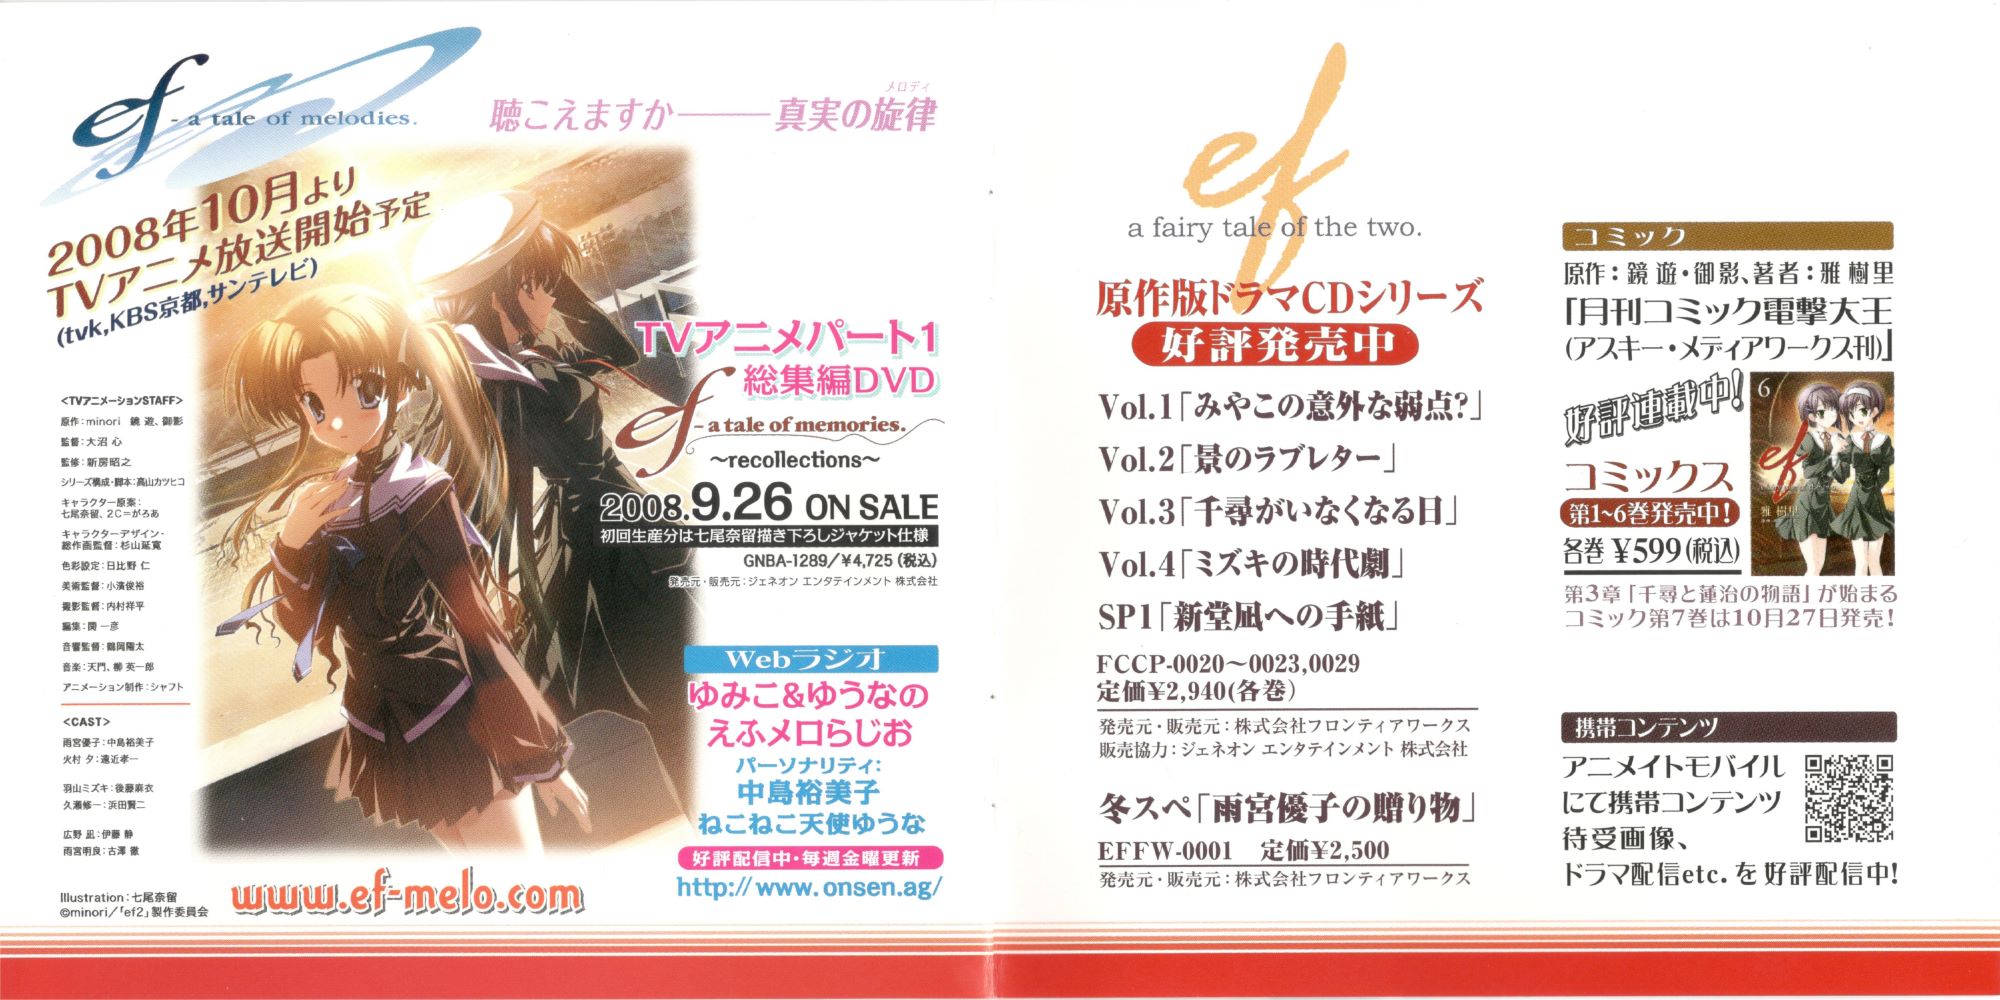 ef - a tale of melodies.
メロディ
聴こえますか――真実の旋律
2008年10月より
TVアニメ放送開始予定
(tvk,KBS京都,サンテレビ)
TVアニメパート1
総集編DVD
ef - a tale of memories.
～recollections～
2008.9.26 ON SALE
初回生産分は七尾奈留描き下ろしジャケット仕様
GNBA-1289／¥4,725（税込）
発売元・販売元：ジェネオン エンタテインメント 株式会社
<TVアニメーションSTAFF>
原作：minori 鏡 遊、御影
監督：大沼 心
監修：新房昭之
シリーズ構成・脚本：高山カツヒコ
キャラクター原案：
七尾奈留、2C=がろあ
キャラクターデザイン・
総作画監督：杉山延寛
色彩設定：日比野 仁
美術監督：小濱俊裕
撮影監督：内村祥平
編集：関 一彦
音響監督：鶴岡陽太
音楽：天門、柳 英一郎
アニメーション制作：シャフト
<CAST>
雨宮優子：中島裕美子
火村 夕：遠近孝一
羽山ミズキ：後藤麻衣
久瀬修一：浜田賢二
広野 凪：伊藤 静
雨宮明良：古澤 徹
Illustration：七尾奈留
©minori／「ef2」製作委員会
www.ef-melo.com
Webラジオ
ゆみこ&ゆうなの
えふメロらじお
パーソナリティ：
中島裕美子
ねこねこ天使ゆうな
好評配信中・毎週金曜更新
http://www.onsen.ag/
ef
a fairy tale of the two.
原作版ドラマCDシリーズ
好評発売中
Vol.1「みやこの意外な弱点?」
Vol.2「景のラブレター」
Vol.3「千尋がいなくなる日」
Vol.4「ミズキの時代劇」
SP1「新堂凪への手紙」
FCCP-0020～0023,0029
定価¥2,940(各巻)
発売元・販売元：株式会社フロンティアワークス
販売協力：ジェネオン エンタテインメント 株式会社
冬スペ「雨宮優子の贈り物」
EFFW-0001 定価¥2,500
発売元・販売元：株式会社フロンティアワークス
コミック
原作：鏡 遊・御影、著者：雅 樹里
「月刊コミック電撃大王
(アスキー・メディアワークス刊)」
好評連載中!
6
ef
雅 樹里
コミックス
第1~6巻発売中!
各巻 ¥599(税込)
第3章「千尋と蓮治の物語」が始まる
コミック第7巻は10月27日発売!
携帯コンテンツ
アニメイトモバイル
にて携帯コンテンツ
待受画像、
ドラマ配信etc. を好評配信中!